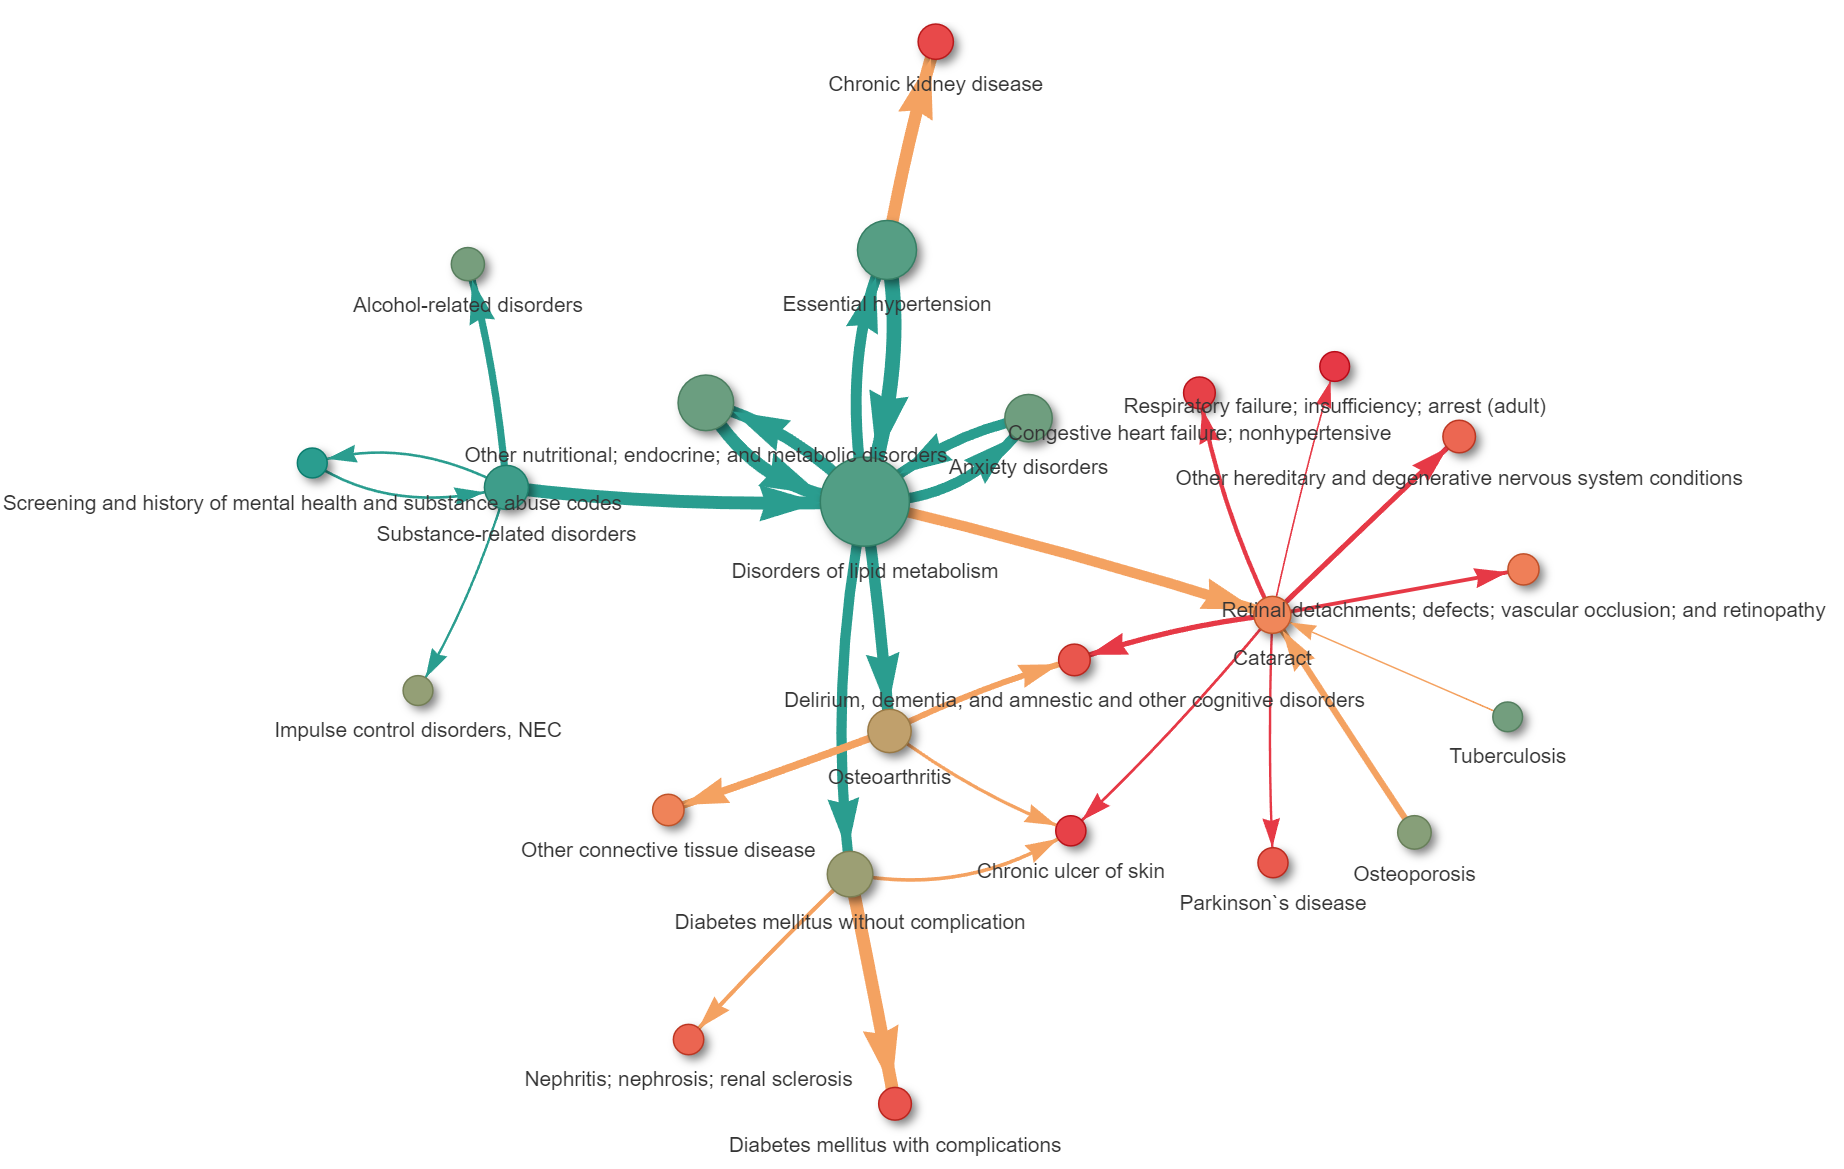 Chronic kidney disease
Essential hypertension
Alcohol-related disorders
Respiratory failure; insufficiency; arrest (adult)
Congestive heart failure; nonhypertensive
Other nutritional; endocrine; and metabolic disorders
Anxiety disorders
Other hereditary and degenerative nervous system conditions
Screening and history of mental health and substance abuse codes
Substance-related disorders
Disorders of lipid metabolism
Retinal detachments; defects; vascular occlusion; and retinopathy
Cataract
Delirium, dementia, and amnestic and other cognitive disorders
Impulse control disorders, NEC
Tuberculosis
Osteoarthritis
Other connective tissue disease
Chronic ulcer of skin
Osteoporosis
Parkinson`s disease
Diabetes mellitus without complication
Nephritis; nephrosis; renal sclerosis
Diabetes mellitus with complications